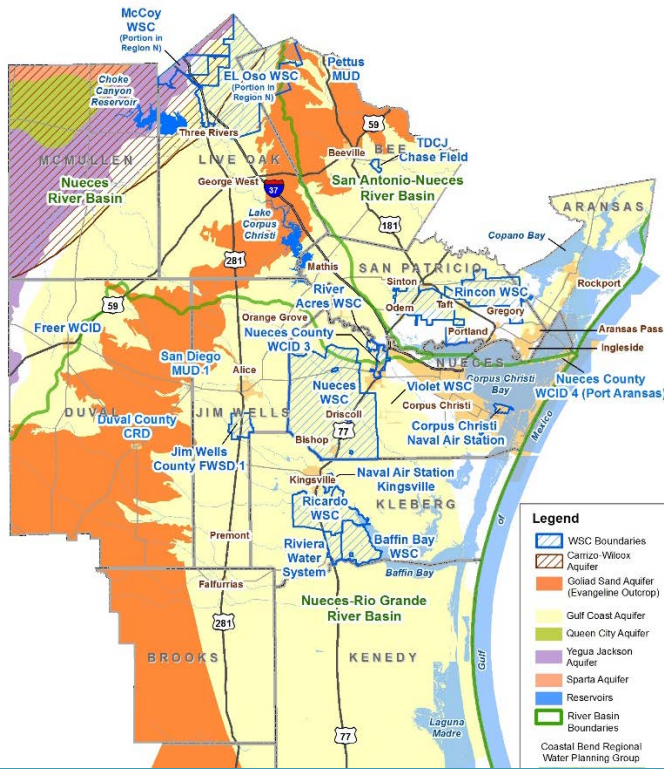 McCoy
WSC
(Portion in
Region N)
Choke
Canyon
Reservoir
EL Oso WSC
(Portion in
Region N)
Pettus
MUD
59
BEE
TDCJ
Chase Field
Three Rivers
Beeville
MCMULLEN
LIVE OAK
Nueces
River Basin
George West
37
San Antonio-Nueces
River Basin
ARANSAS
Lake
Corpus
Christi
181
Copano Bay
281
Mathis
SAN PATRICIO
Rockport
59
River
Acres WSC
Sinton
Rincon WSC
Odem
Taft
Gregory
Orange Grove
Freer WCID
Nueces County
WCID 3
Portland
Aransas Pass
Ingleside
San Diego
MUD 1
NUECES
Alice
Nueces
WSC
Violet WSC
Corpus Christi
Bay
Nueces County
WCID 4 (Port Aransas)
DUVAL
Duval County
CRD
JIM WELLS
Driscoll
Corpus Christi
77
Corpus Christi
Naval Air Station
Jim Wells
County FWSD 1
Bishop
Kingsville
Naval Air Station
Kingsville
KLEBERG
Ricardo
WSC
Premont
Riviera
Water
System
Baffin Bay
WSC
Baffin Bay
Falfurrias
Nueces-Rio Grande
River Basin
281
BROOKS
KENEDY
77
Laguna
Madre
Gulf
of
Mexico
Legend
WSC Boundaries
Carrizo-Wilcox
Aquifer
Goliad Sand Aquifer
(Evangeline Outcrop)
Gulf Coast Aquifer
Queen City Aquifer
Yegua Jackson
Aquifer
Sparta Aquifer
Reservoirs
River Basin
Boundaries
Coastal Bend Regional
Water Planning Group